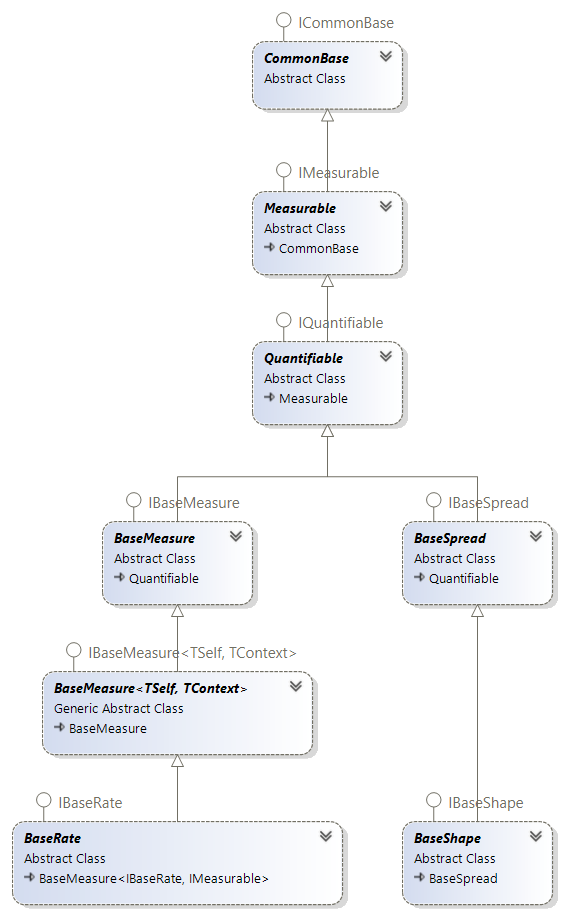 ICommonBase
CommonBase
Abstract Class
IMeasurable
Measurable
Abstract Class
CommonBase
IQuantifiable
Quantifiable
Abstract Class
Measurable
IBaseMeasure
BaseMeasure
Abstract Class
Quantifiable
IBaseSpread
BaseSpread
Abstract Class
Quantifiable
IBaseMeasure<TSelf, TContext>
BaseMeasure<TSelf, TContext>
Generic Abstract Class
BaseMeasure
IBaseRate
BaseRate
Abstract Class
BaseMeasure<IBaseRate, IMeasurable>
IBaseShape
BaseShape
Abstract Class
BaseSpread